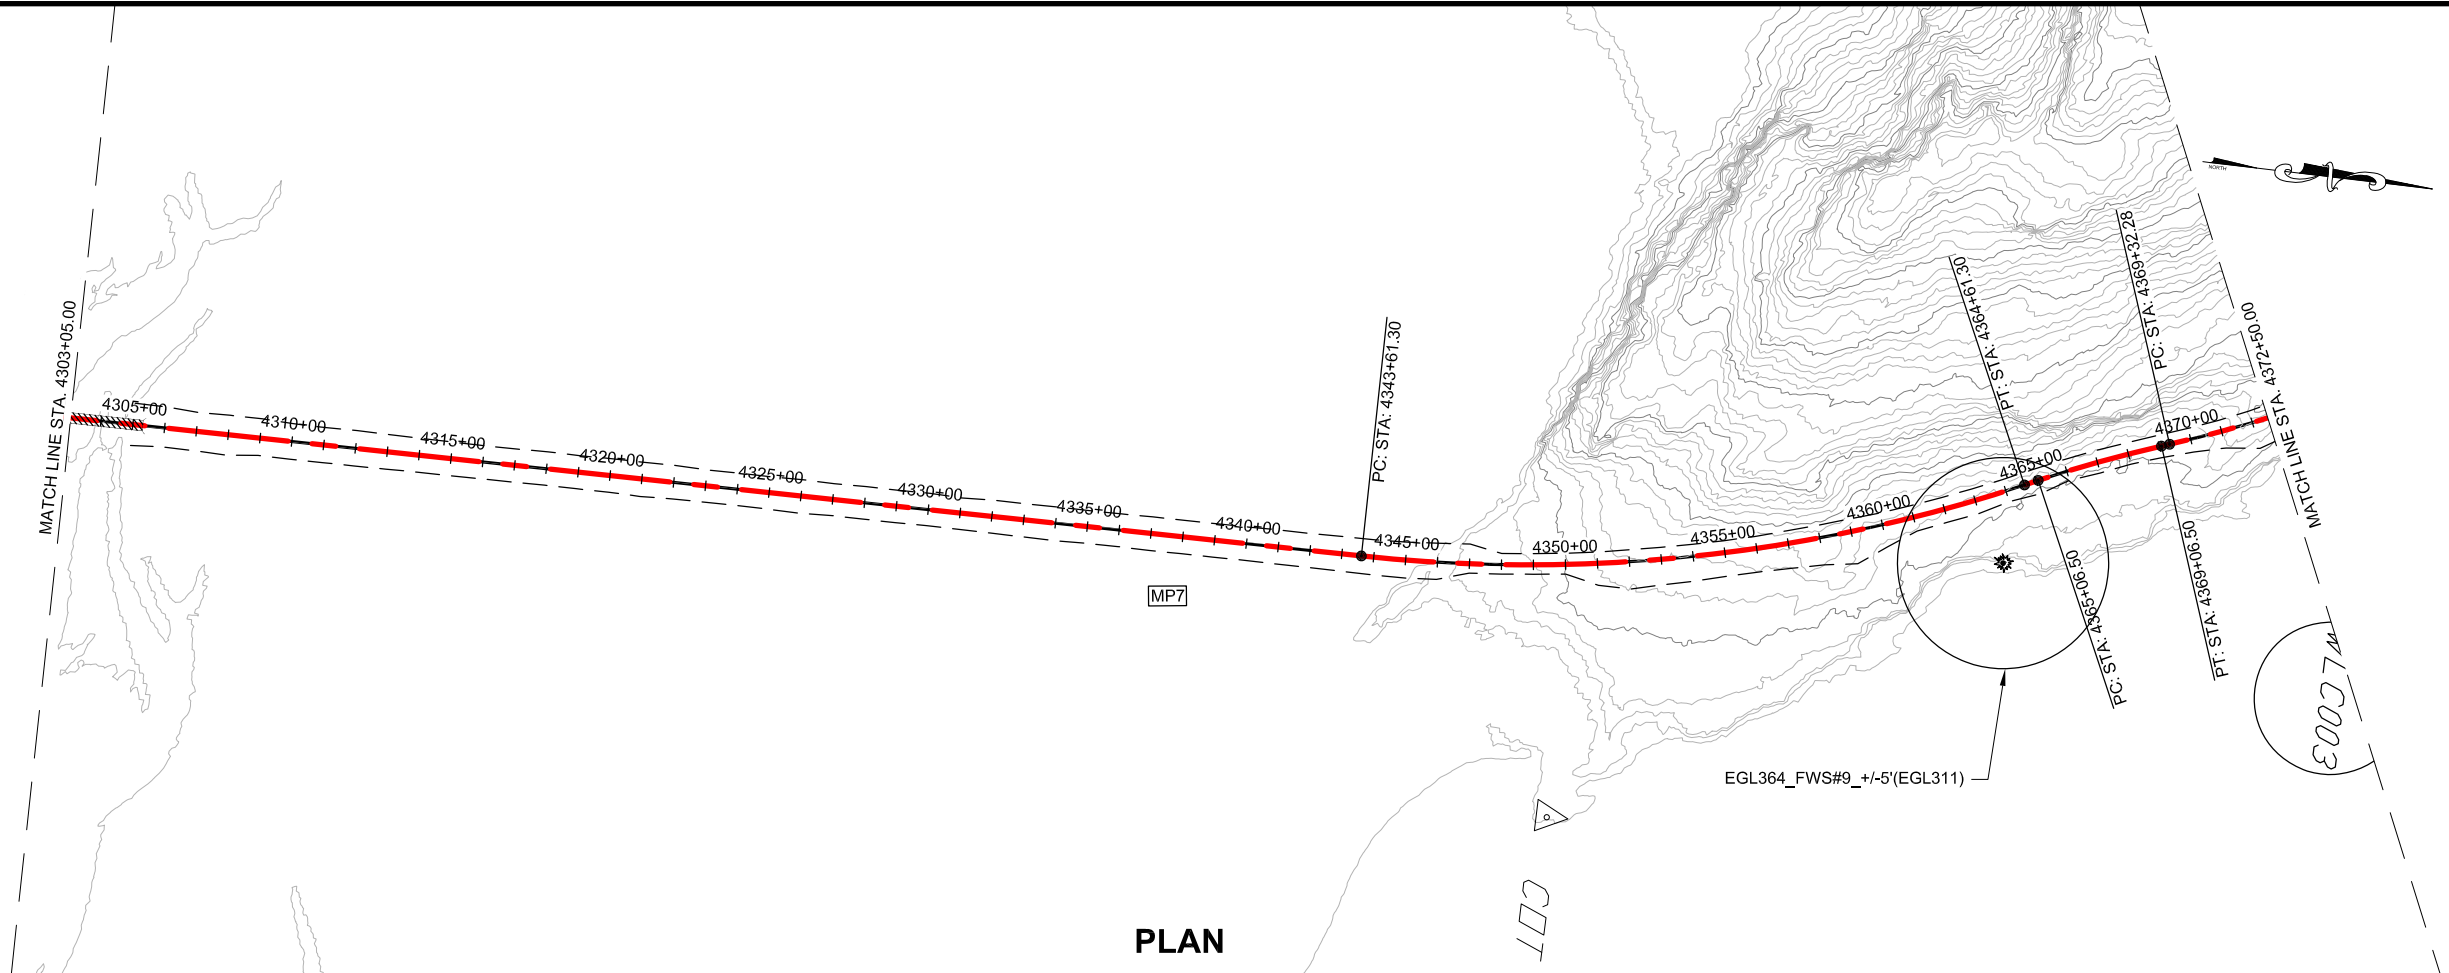 MATCH LINE STA. 4303+05.00
4305+00
4310+00
4315+00
4320+00
4325+00
4330+00
4335+00
4340+00
PC: STA: 4343+61.30
4345+00
4350+00
4355+00
4360+00
PT: STA: 4364+61.30
4365+00
PC: STA: 4365+06.50
PC: STA: 4369+32.28
PT: STA: 4369+06.50
4370+00
MATCH LINE STA. 4372+50.00
NORTH
MP7
EGL364_FWS#9_+/-5'(EGL311)
LC003
PLAN